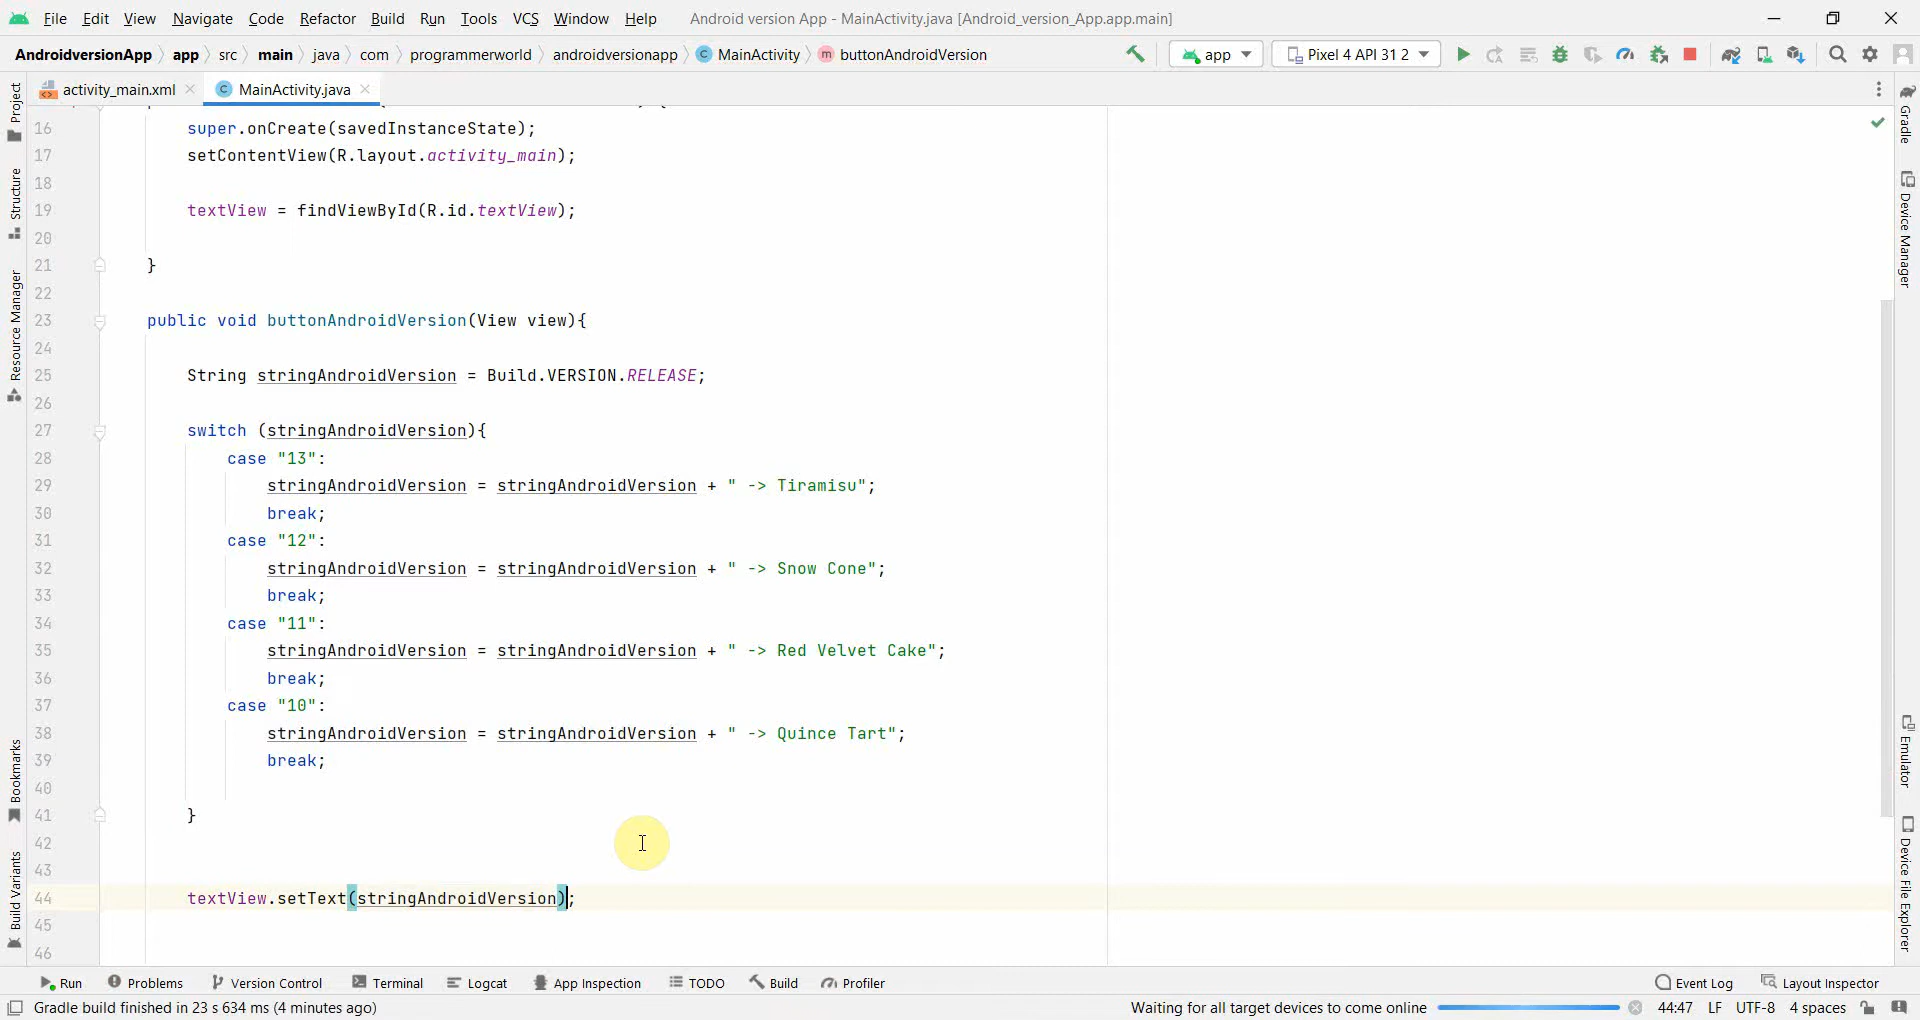 File Edit View Navigate Code Refactor Build Run Tools VCS Window Help Android version App - MainActivity.java [Android_version_App.app.main]
AndroidversionApp app src main java com programmerworld androidversionapp C MainActivity m buttonAndroidVersion app Pixel 4 API 31 2
activity_main.xml C MainActivity.java
16 super.onCreate(savedInstanceState);
17 setContentView(R.layout.activity_main);
18
19 textView = findViewById(R.id.textView);
20
21 }
22
23 public void buttonAndroidVersion(View view){
24
25 String stringAndroidVersion = Build.VERSION.RELEASE;
26
27 switch (stringAndroidVersion){
28 case "13":
29 stringAndroidVersion = stringAndroidVersion + " -> Tiramisu";
30 break;
31 case "12":
32 stringAndroidVersion = stringAndroidVersion + " -> Snow Cone";
33 break;
34 case "11":
35 stringAndroidVersion = stringAndroidVersion + " -> Red Velvet Cake";
36 break;
37 case "10":
38 stringAndroidVersion = stringAndroidVersion + " -> Quince Tart";
39 break;
40
41 }
42
43
44 textView.setText(stringAndroidVersion);
45
46
Project
Structure
Resource Manager
Bookmarks
Build Variants
Gradle
Device Manager
Emulator
Device File Explorer
Run Problems Version Control Terminal Logcat App Inspection TODO Build Profiler Event Log Layout Inspector
Gradle build finished in 23 s 634 ms (4 minutes ago) Waiting for all target devices to come online 44:47 LF UTF-8 4 spaces